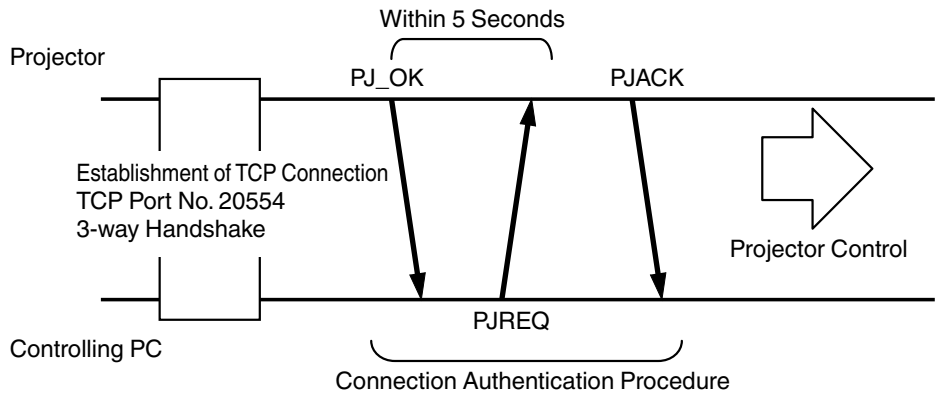 Within 5 Seconds
Projector
PJ_OK
PJACK
Establishment of TCP Connection
TCP Port No. 20554
3-way Handshake
Projector Control
PJREQ
Controlling PC
Connection Authentication Procedure